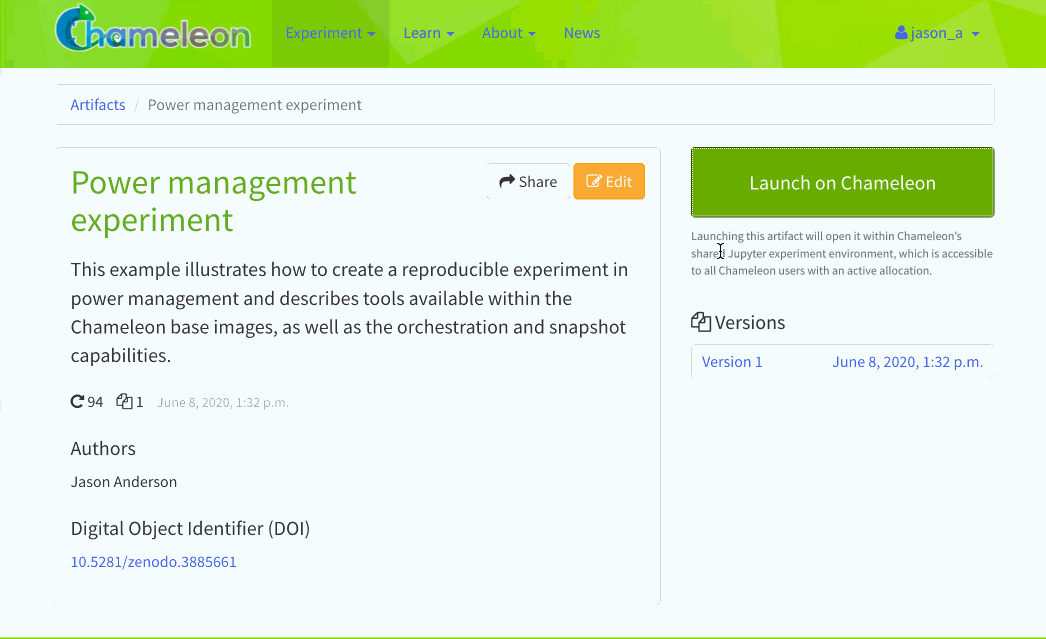 Chameleon Experiment Learn About News jason_a
Artifacts / Power management experiment
Power management
experiment
Share Edit
This example illustrates how to create a reproducible experiment in
power management and describes tools available within the
Chameleon base images, as well as the orchestration and snapshot
capabilities.
94 1 June 8, 2020, 1:32 p.m.
Authors
Jason Anderson
Digital Object Identifier (DOI)
10.5281/zenodo.3885661
Launch on Chameleon
Launching this artifact will open it within Chameleon's
shared Jupyter experiment environment, which is accessible
to all Chameleon users with an active allocation.
Versions
Version 1 June 8, 2020, 1:32 p.m.